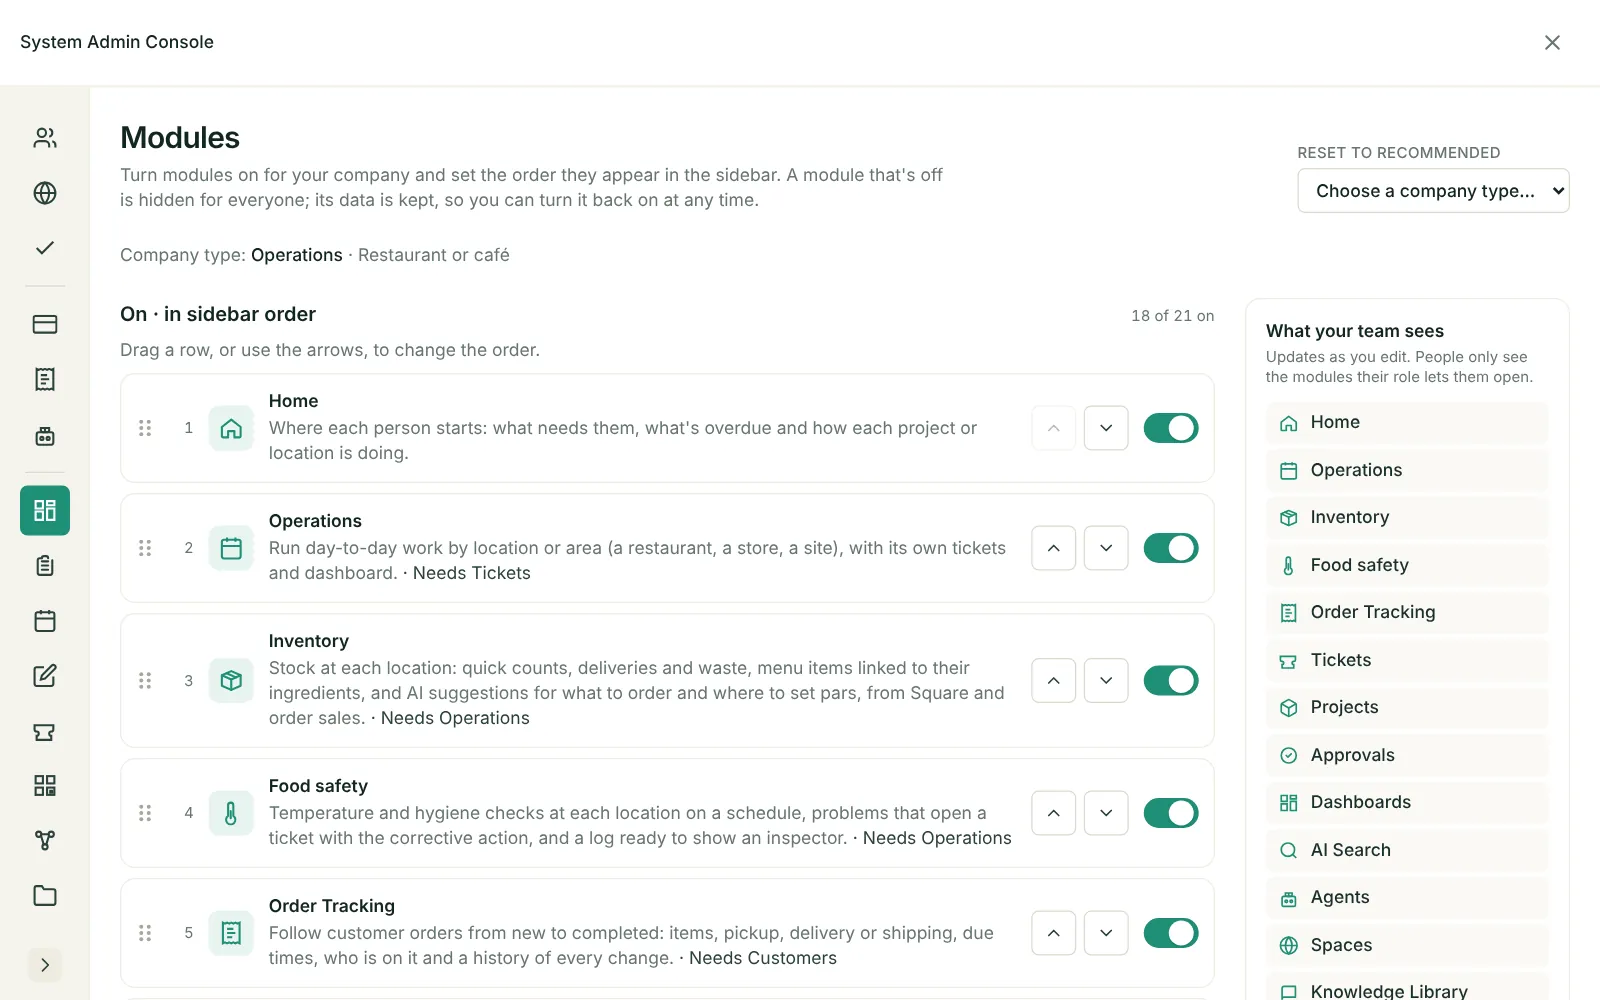 System Admin Console
Modules
Turn modules on for your company and set the order they appear in the sidebar. A module that's off
is hidden for everyone; its data is kept, so you can turn it back on at any time.
RESET TO RECOMMENDED
Choose a company type...
Company type: Operations · Restaurant or café
On · in sidebar order
18 of 21 on
Drag a row, or use the arrows, to change the order.
1
Home
Where each person starts: what needs them, what's overdue and how each project or
location is doing.
2
Operations
Run day-to-day work by location or area (a restaurant, a store, a site), with its own tickets
and dashboard. · Needs Tickets
3
Inventory
Stock at each location: quick counts, deliveries and waste, menu items linked to their
ingredients, and AI suggestions for what to order and where to set pars, from Square and
order sales. · Needs Operations
4
Food safety
Temperature and hygiene checks at each location on a schedule, problems that open a
ticket with the corrective action, and a log ready to show an inspector. · Needs Operations
5
Order Tracking
Follow customer orders from new to completed: items, pickup, delivery or shipping, due
times, who is on it and a history of every change. · Needs Customers
What your team sees
Updates as you edit. People only see
the modules their role lets them open.
Home
Operations
Inventory
Food safety
Order Tracking
Tickets
Projects
Approvals
Dashboards
AI Search
Agents
Spaces
Knowledge Library